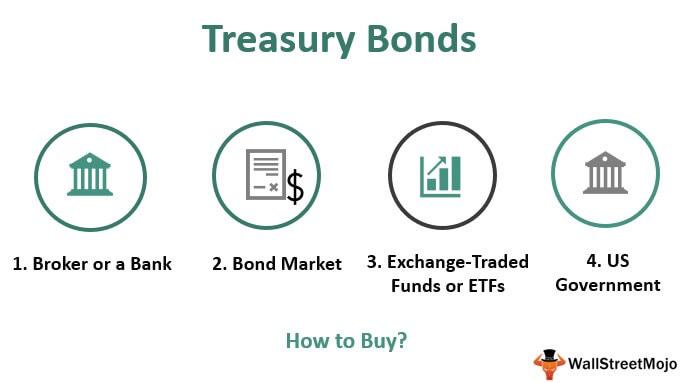 Treasury Bonds
$
1. Broker or a Bank
2. Bond Market
3. Exchange-Traded
Funds or ETFs
4. US
Government
How to Buy?
WallStreetMojo